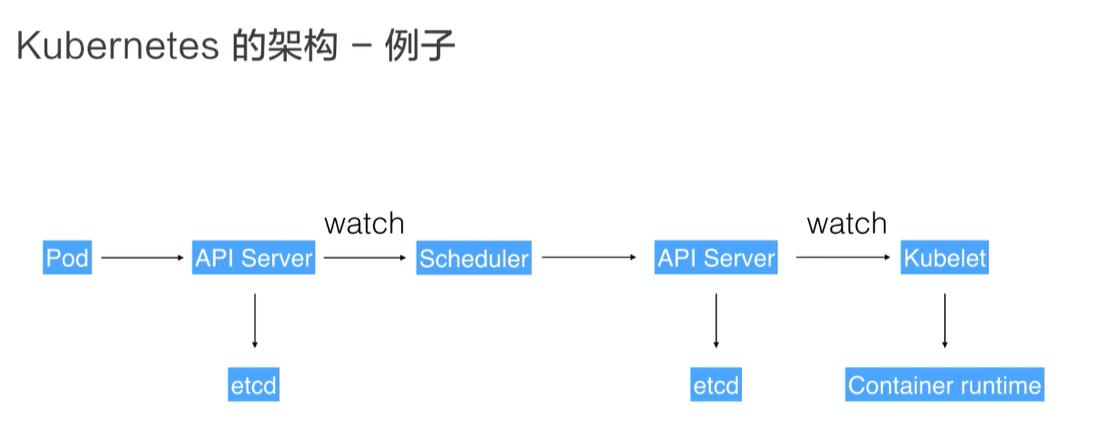 Kubernetes 的架构 – 例子
watch
watch
Pod
API Server
Scheduler
API Server
Kubelet
etcd
etcd
Container runtime